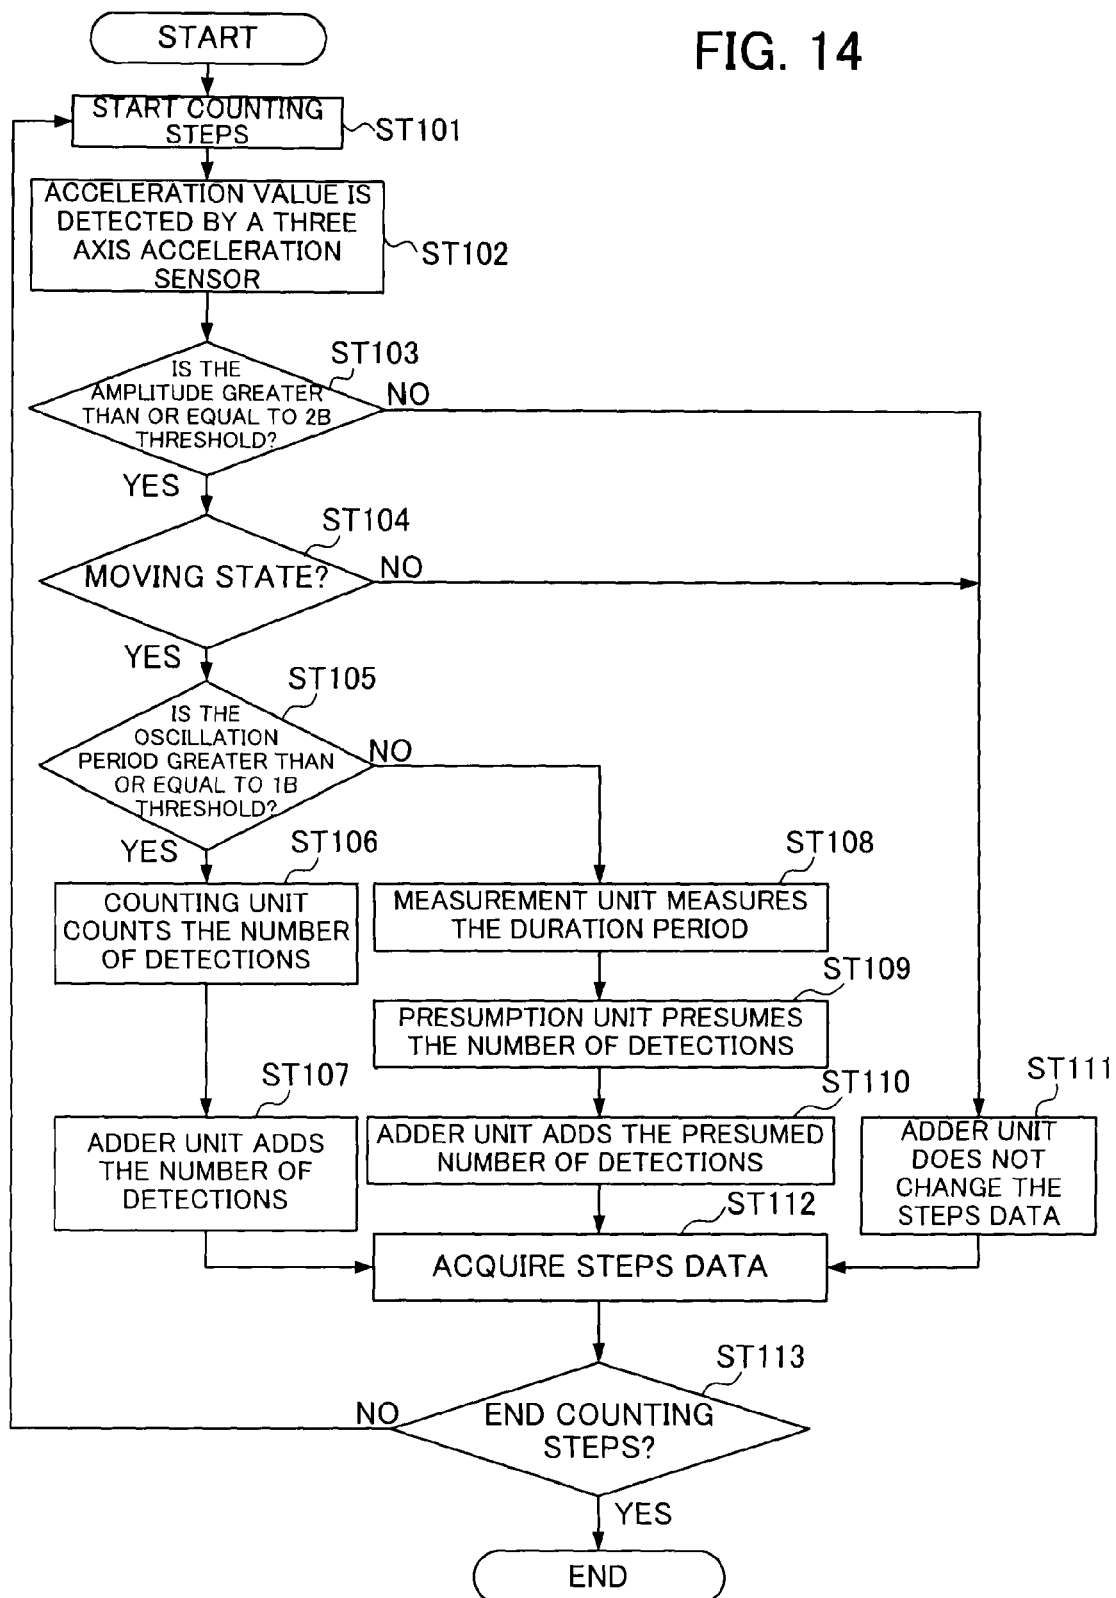 FIG. 14
START
START COUNTING
STEPS
ST101
ACCELERATION VALUE IS
DETECTED BY A THREE
AXIS ACCELERATION
SENSOR
ST102
ST103
IS THE
AMPLITUDE GREATER
THAN OR EQUAL TO 2B
THRESHOLD?
NO
YES
ST104
MOVING STATE?
NO
YES
ST105
IS THE
OSCILLATION
PERIOD GREATER THAN
OR EQUAL TO 1B
THRESHOLD?
NO
YES
ST106
COUNTING UNIT
COUNTS THE NUMBER
OF DETECTIONS
ST108
MEASUREMENT UNIT MEASURES
THE DURATION PERIOD
ST109
PRESUMPTION UNIT PRESUMES
THE NUMBER OF DETECTIONS
ST107
ADDER UNIT ADDS
THE NUMBER OF
DETECTIONS
ST110
ADDER UNIT ADDS THE PRESUMED
NUMBER OF DETECTIONS
ST111
ADDER UNIT
DOES NOT
CHANGE THE
STEPS DATA
ST112
ACQUIRE STEPS DATA
ST113
END COUNTING
STEPS?
NO
YES
END